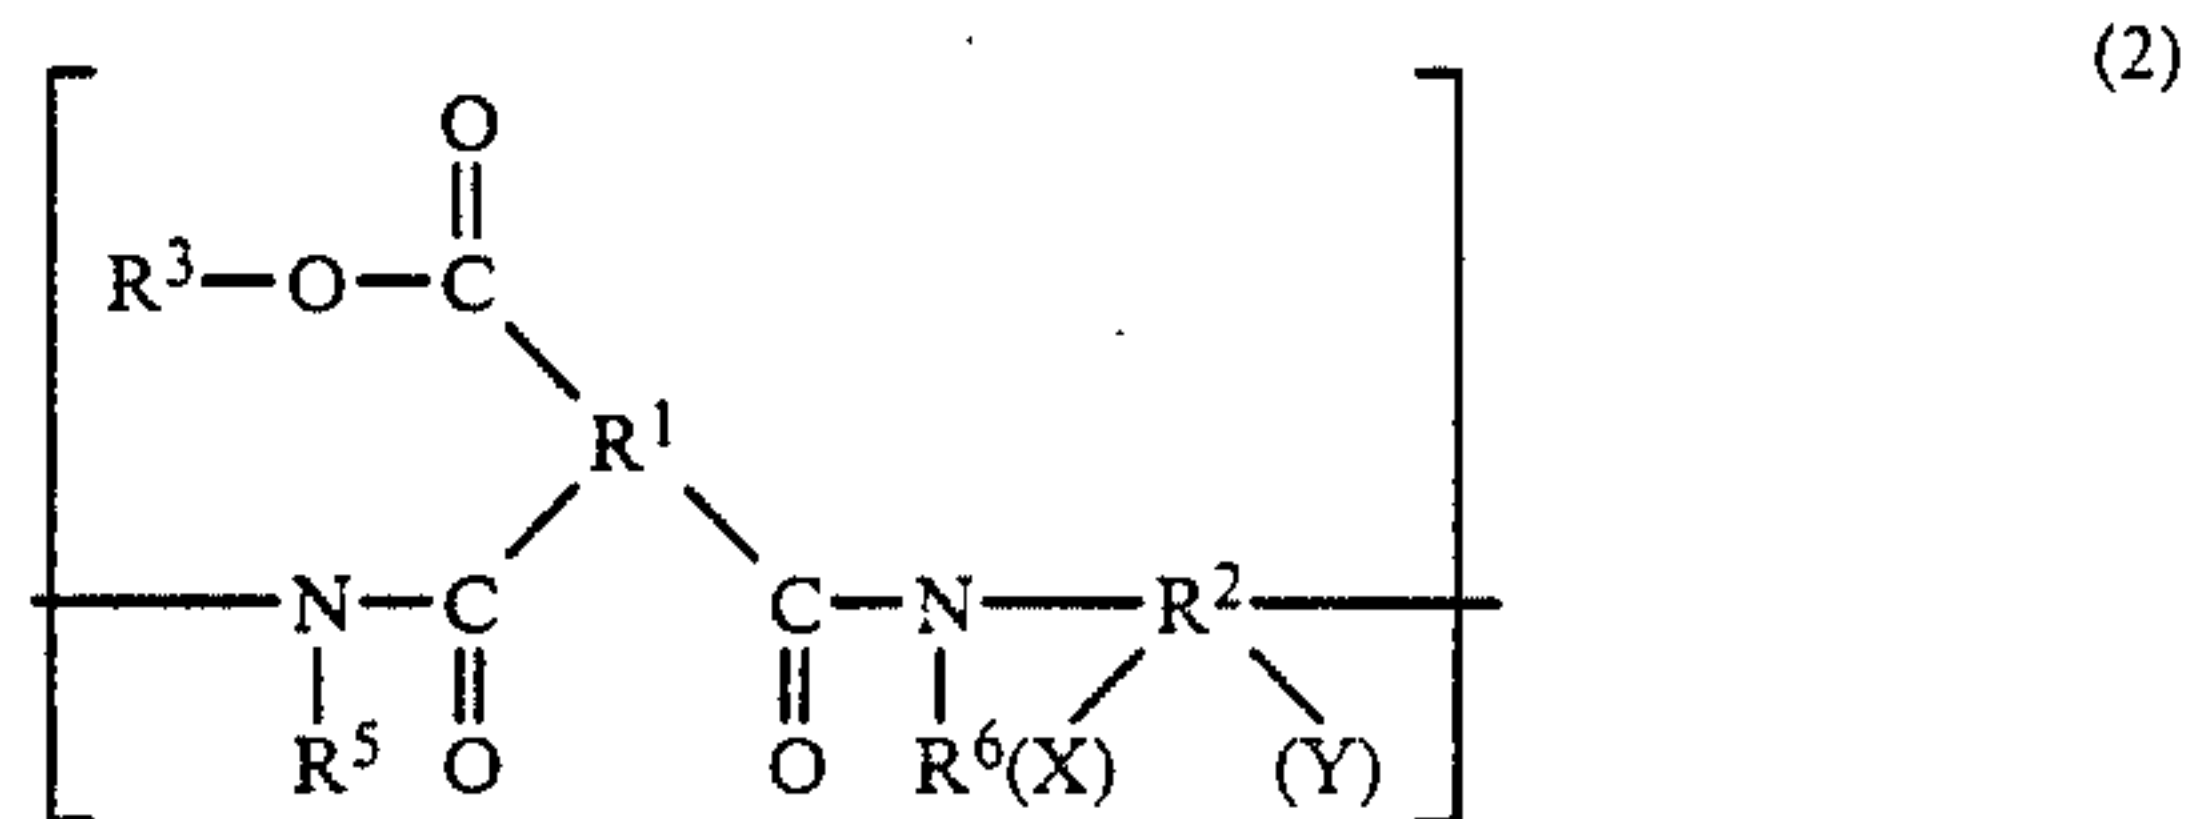 (2)
O
R³—O—C
R¹
N—C C—N—R²
R⁵ O O R⁶(X) (Y)